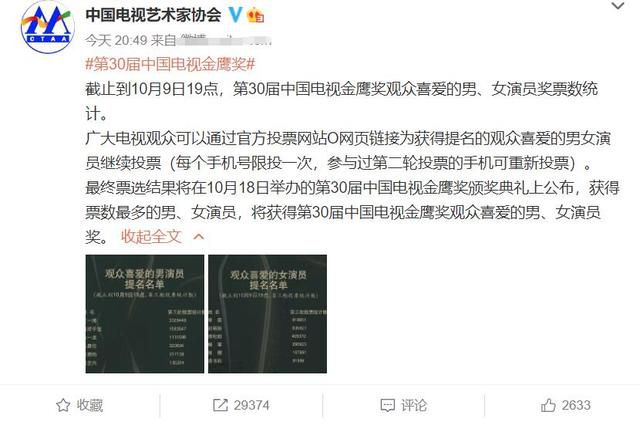 CTAA
中国电视艺术家协会
今天 20:49 来自
#第30届中国电视金鹰奖#
截止到10月9日19点，第30届中国电视金鹰奖观众喜爱的男、女演员奖票数统
计。
广大电视观众可以通过官方投票网站O网页链接为获得提名的观众喜爱的男女演
员继续投票（每个手机号限投一次，参与过第二轮投票的手机可重新投票）。
最终票选结果将在10月18日举办的第30届中国电视金鹰奖颁奖典礼上公布，获得
票数最多的男、女演员，将获得第30届中国电视金鹰奖观众喜爱的男、女演员
奖。 收起全文
观众喜爱的男演员
提名名单
观众喜爱的女演员
提名名单
收藏
29374
评论
2633